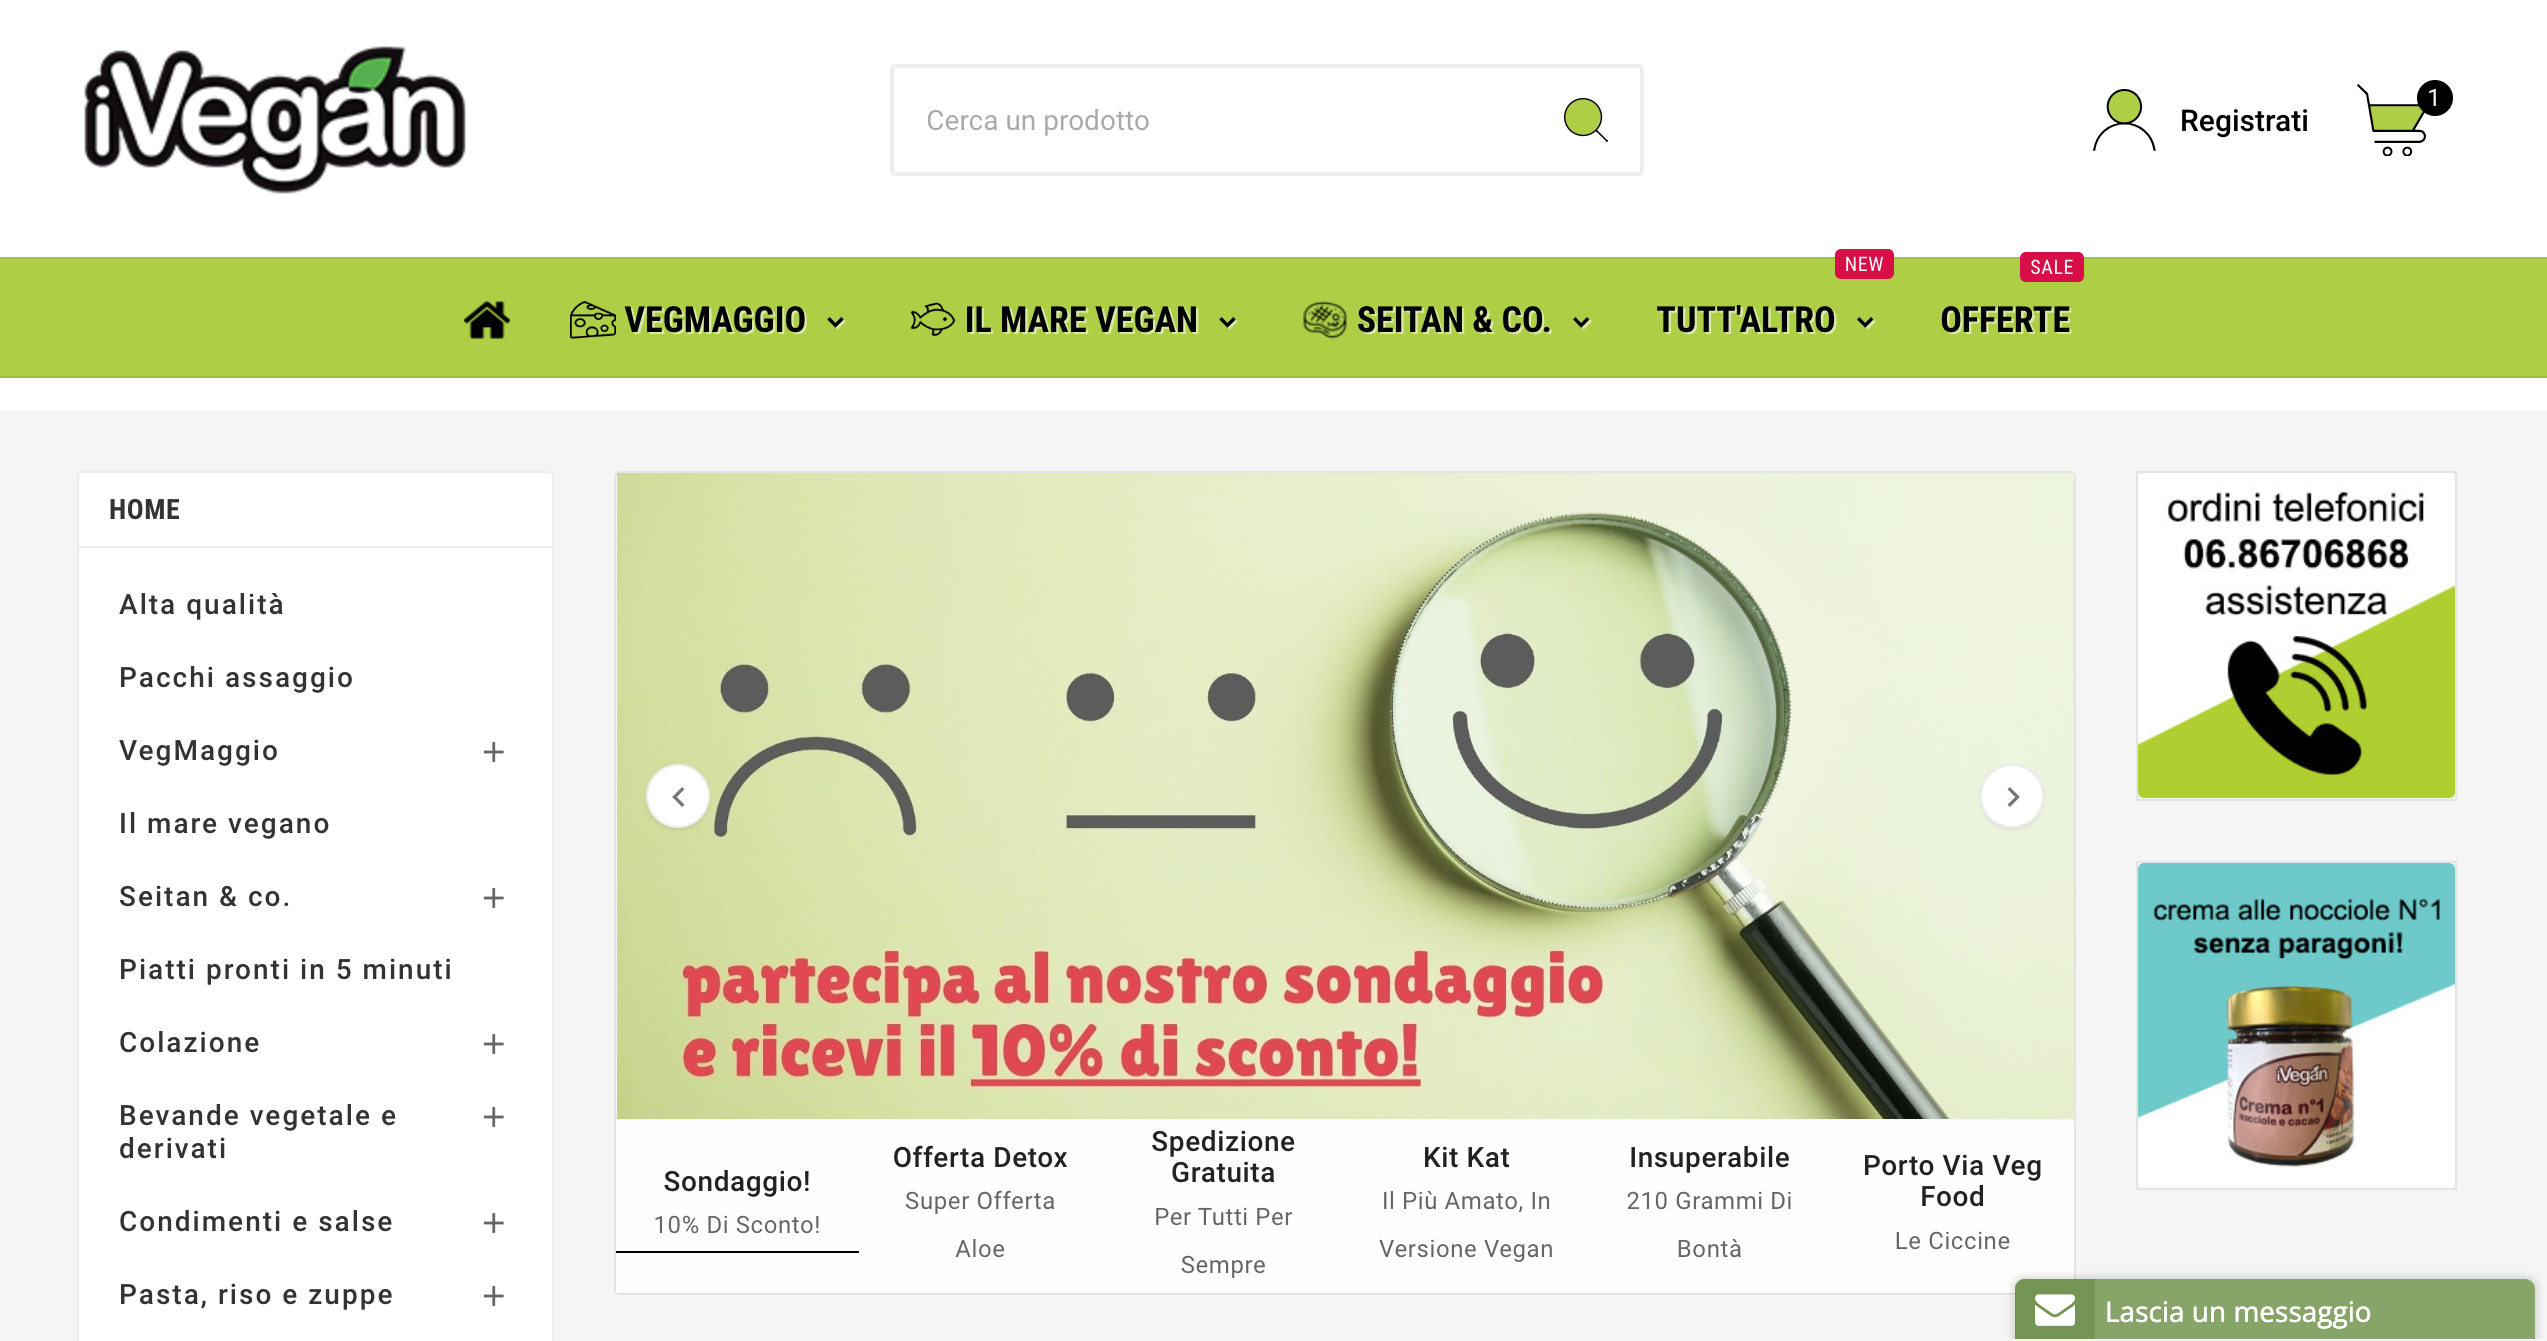 iVegan
Cerca un prodotto
Registrati
1
NEW
SALE
VEGMAGGIO
IL MARE VEGAN
SEITAN & CO.
TUTT'ALTRO
OFFERTE
HOME
Alta qualità
Pacchi assaggio
VegMaggio
Il mare vegano
Seitan & co.
Piatti pronti in 5 minuti
Colazione
Bevande vegetale e
derivati
Condimenti e salse
Pasta, riso e zuppe
partecipa al nostro sondaggio
e ricevi il 10% di sconto!
Sondaggio!
10% Di Sconto!
Offerta Detox
Super Offerta
Aloe
Spedizione
Gratuita
Per Tutti Per
Sempre
Kit Kat
Il Più Amato, In
Versione Vegan
Insuperabile
210 Grammi Di
Bontà
Porto Via Veg
Food
Le Ciccine
ordini telefonici
06.86706868
assistenza
crema alle nocciole N°1
senza paragoni!
iVegan
Crema n°1
nocciole e cacao
Lascia un messaggio